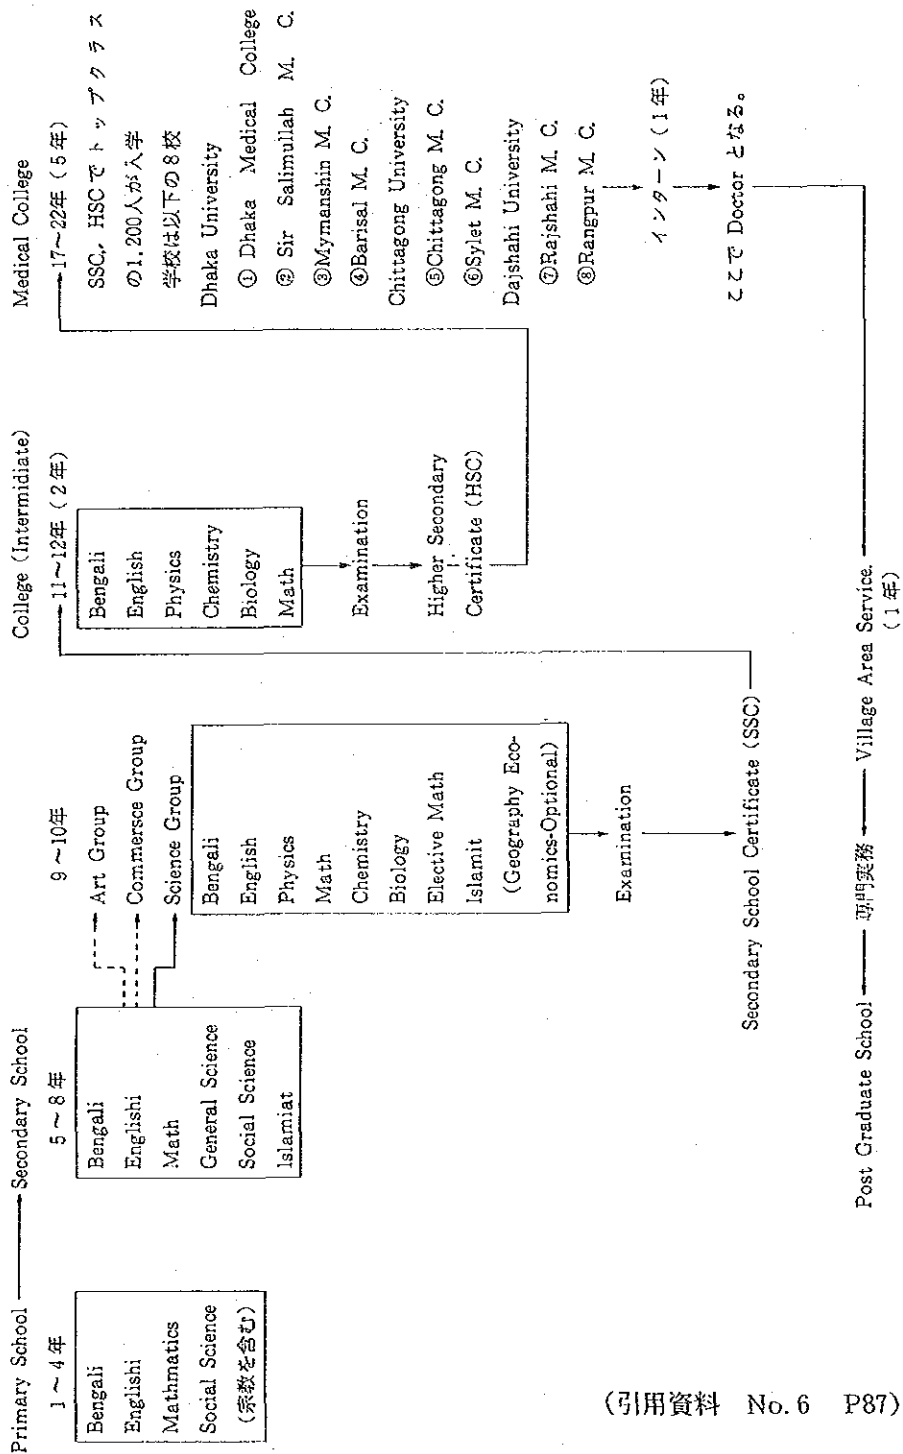 Primary School → Secondary School
1～4年
Bengali
Englishi
Mathmatics
Social Science
(宗教を含む)
5～8年
Bengali
Englishi
Math
General Science
Social Science
Islamiat
9～10年
Art Group
Commersce Group
Science Group
Bengali
English
Physics
Math
Chemistry
Biology
Elective Math
Islamit
(Geography Eco-
nomics-Optional)
Examination
Secondary School Certificate (SSC)
College (Intermidiate)
11～12年 (2年)
Bengali
English
Physics
Chemistry
Biology
Math
Examination
Higher Secondary
Certificate (HSC)
Medical College
17～22年 (5年)
SSC, HSCでトップクラス
の1,200人が入学
学校は以下の8校
Dhaka University
① Dhaka Medical College
② Sir Salimullah M. C.
③Mymanshin M. C.
④Barisal M. C.
Chittagong University
⑤Chittagong M. C.
⑥Sylet M. C.
Dajshahi University
⑦Rajshahi M. C.
⑧Rangpur M. C.
インターン (1年)
ここで Doctor となる。
Post Graduate School ← 専門実務 ← Village Area Service.
(1年)
(引用資料 No. 6 P87)